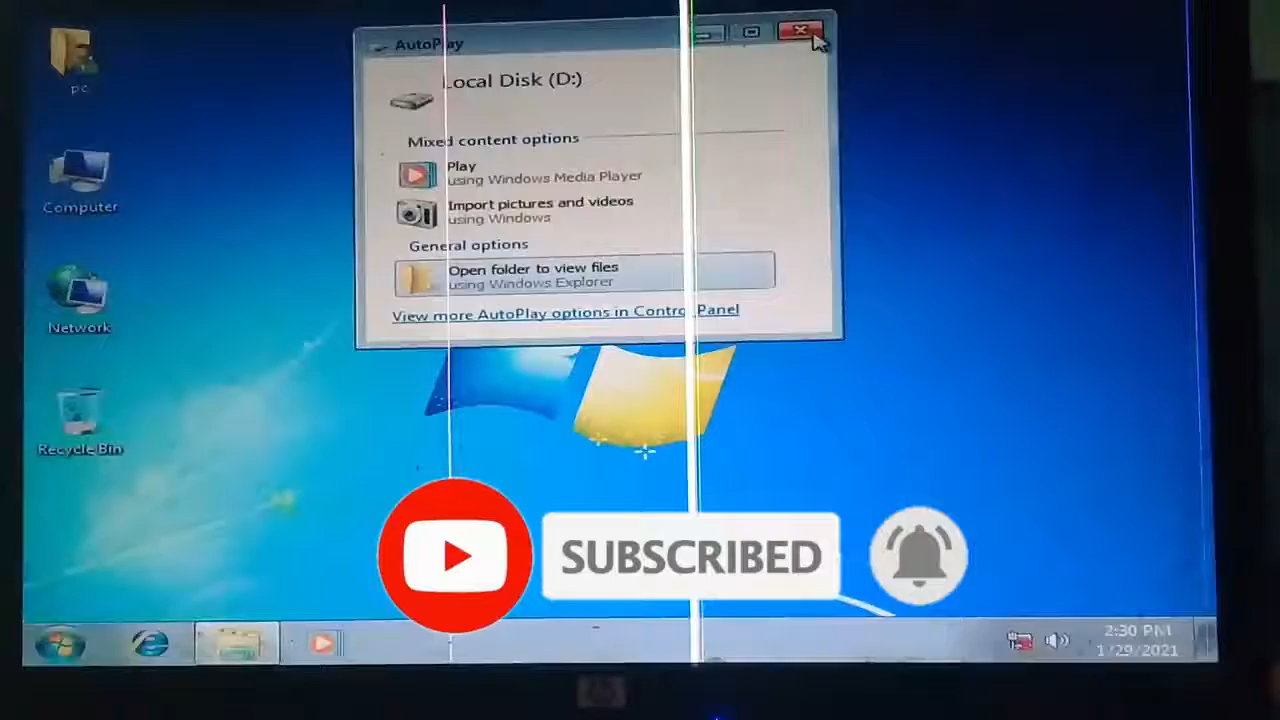 AutoPlay
Local Disk (D:)
Mixed content options
Play
using Windows Media Player
Import pictures and videos
using Windows
General options
Open folder to view files
using Windows Explorer
View more AutoPlay options in Control Panel
pc
Computer
Network
Recycle Bin
SUBSCRIBED
2:30 PM
1/29/2021
hp